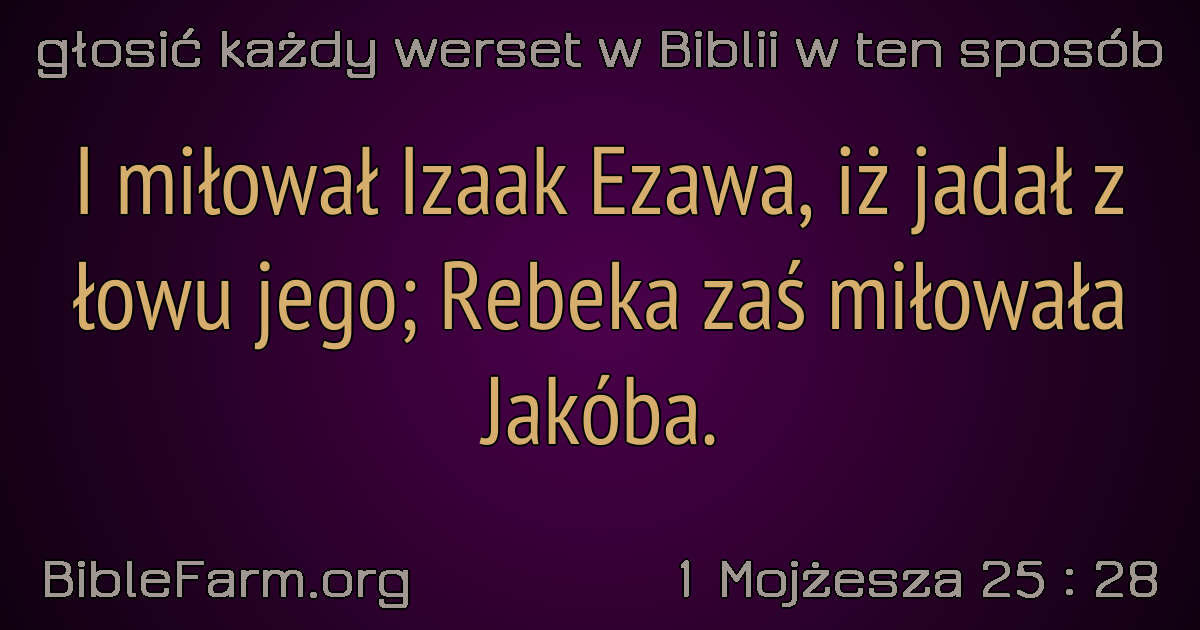 głosić każdy werset w Biblii w ten sposób
I miłował Izaak Ezawa, iż jadał z
łowu jego; Rebeka zaś miłowała
Jakóba.
BibleFarm.org
1 Mojżesza 25 : 28